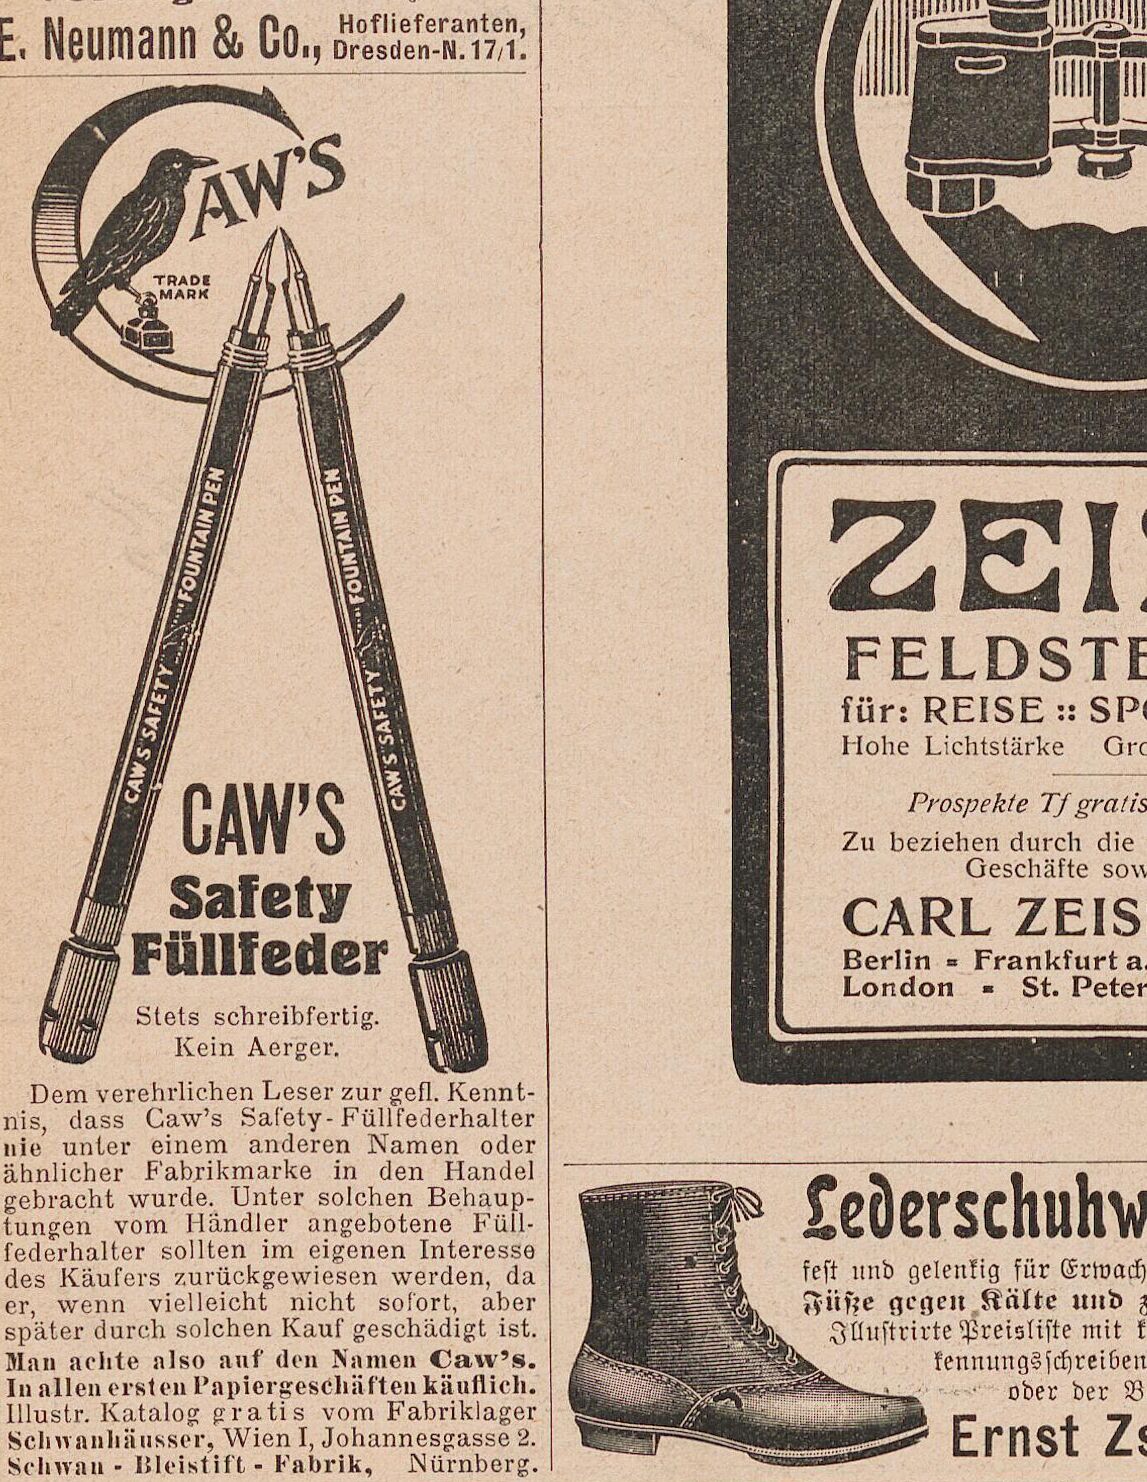 E. Neumann & Co., Hoflieferanten,
Dresden-N. 17/1.
CAW'S
TRADE
MARK
CAW'S SAFETY FOUNTAIN PEN
CAW'S SAFETY FOUNTAIN PEN
CAW'S
Safety
Füllfeder
Stets schreibfertig.
Kein Aerger.
Dem verehrlichen Leser zur gefl. Kennt-
nis, dass Caw's Safety-Füllfederhalter
nie unter einem anderen Namen oder
ähnlicher Fabrikmarke in den Handel
gebracht wurde. Unter solchen Behaup-
tungen vom Händler angebotene Füll-
federhalter sollten im eigenen Interesse
des Käufers zurückgewiesen werden, da
er, wenn vielleicht nicht sofort, aber
später durch solchen Kauf geschädigt ist.
Man achte also auf den Namen Caw's.
In allen ersten Papiergeschäften käuflich.
Illustr. Katalog gratis vom Fabriklager
Schwanhäusser, Wien I, Johannesgasse 2.
Schwan-Bleistift-Fabrik, Nürnberg.
ZEIS
FELDSTE
für: REISE :: SPO
Hohe Lichtstärke Gro
Prospekte Tf gratis
Zu beziehen durch die
Geschäfte sow
CARL ZEIS
Berlin = Frankfurt a.
London = St. Peter
Lederschuhw
fest und gelenkig für Erwach
Füße gegen Kälte und
Illustrirte Preisliste mit
kennungsschreiben
oder der
Ernst Zs